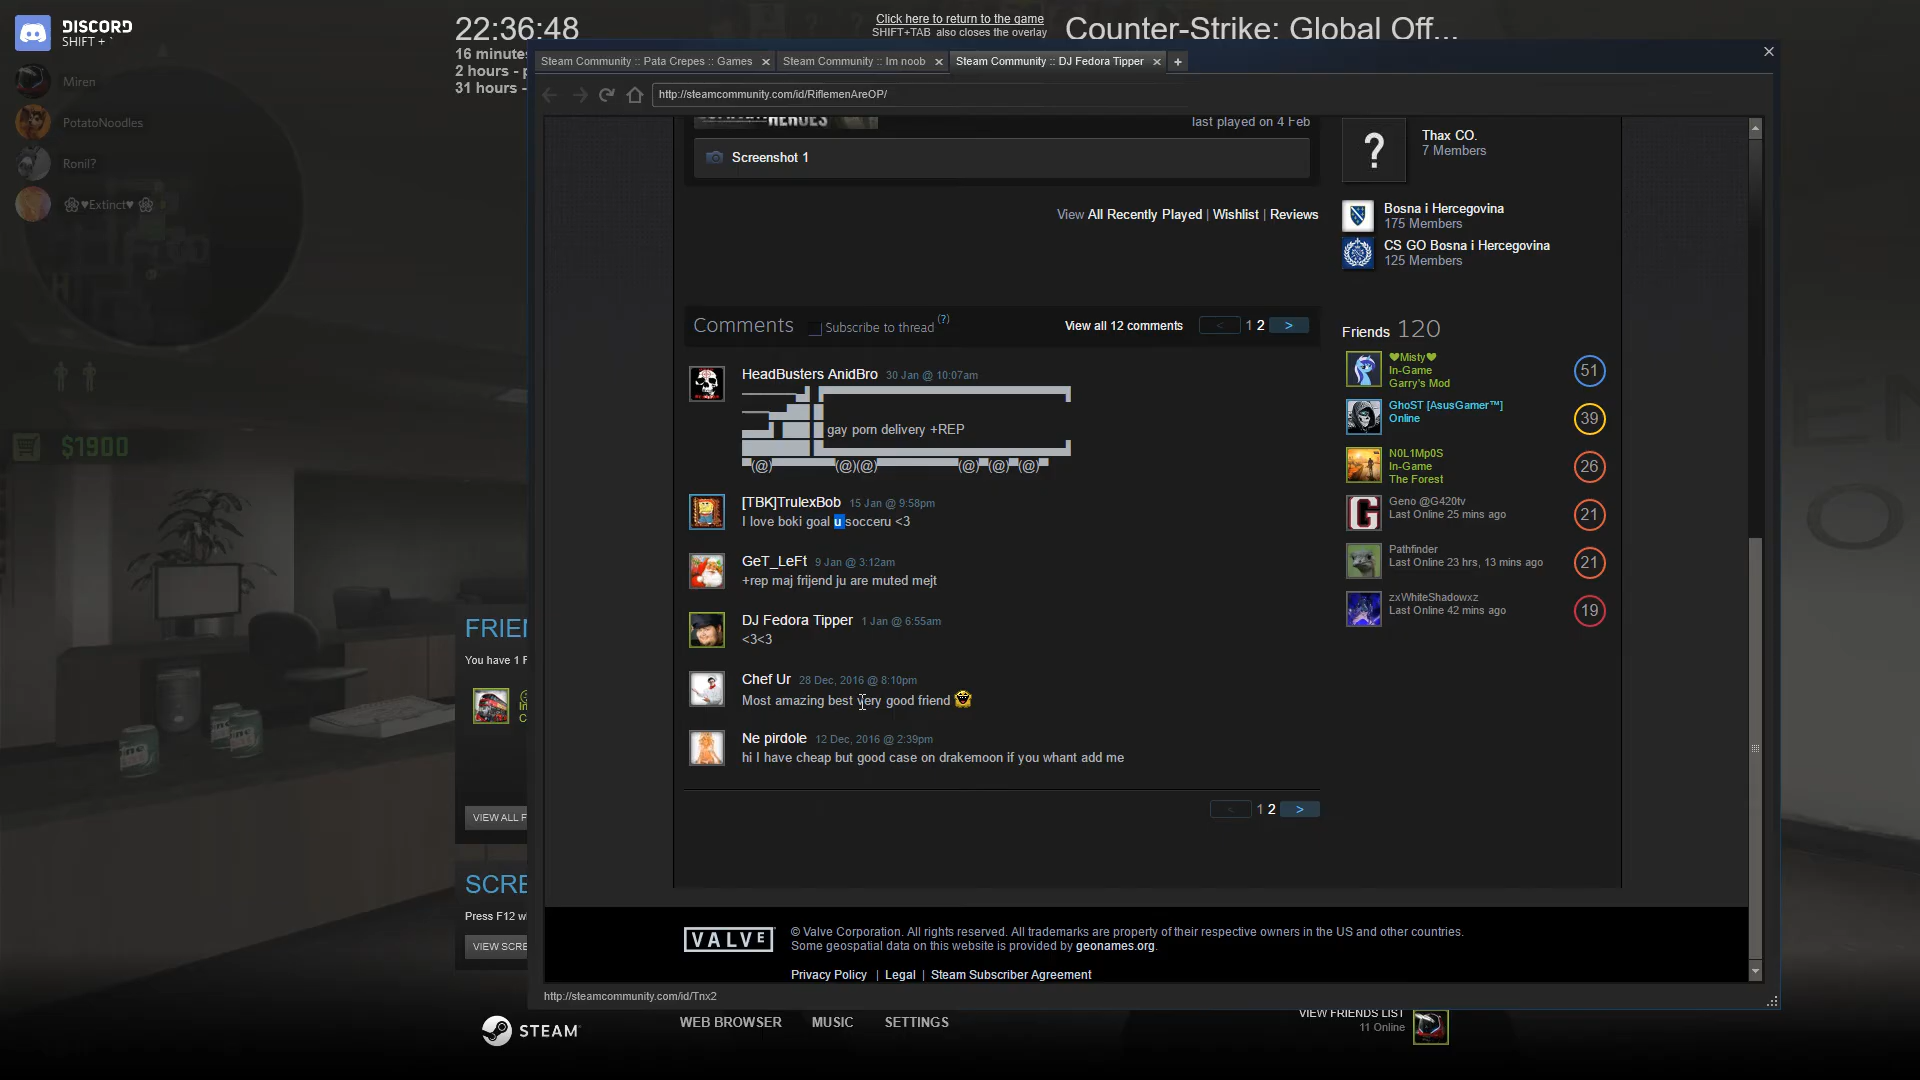 DISCORD
SHIFT + `
Miren
PotatoNoodles
Ronil?
♥Extinct♥
$1900
22:36:48
16 minute
2 hours - p
31 hours -
Click here to return to the game
SHIFT+TAB also closes the overlay
Counter-Strike: Global Off...
Steam Community :: Pata Crepes :: Games
Steam Community :: Im noob
Steam Community :: DJ Fedora Tipper
http://steamcommunity.com/id/RiflemenAreOP/
HEROES
last played on 4 Feb
Screenshot 1
View All Recently Played | Wishlist | Reviews
Thax CO.
7 Members
Bosna i Hercegovina
175 Members
CS GO Bosna i Hercegovina
125 Members
Comments
Subscribe to thread (?)
View all 12 comments
< 1 2 >
HeadBusters AnidBro 30 Jan @ 10:07am
gay porn delivery +REP
(@) (@)(@) (@) (@) (@)
[TBK]TrulexBob 15 Jan @ 9:58pm
I love boki goal u socceru <3
GeT_LeFt 9 Jan @ 3:12am
+rep maj frijend ju are muted mejt
DJ Fedora Tipper 1 Jan @ 6:55am
<3<3
Chef Ur 28 Dec, 2016 @ 8:10pm
Most amazing best very good friend
Ne pirdole 12 Dec, 2016 @ 2:39pm
hi I have cheap but good case on drakemoon if you whant add me
< 1 2 >
Friends 120
♥Misty♥
In-Game
Garry's Mod
51
GhoST [AsusGamer™]
Online
39
N0L1Mp0S
In-Game
The Forest
26
Geno @G420tv
Last Online 25 mins ago
21
Pathfinder
Last Online 23 hrs, 13 mins ago
21
zxWhiteShadowxz
Last Online 42 mins ago
19
FRIEN
You have 1 F
VIEW ALL F
SCRE
Press F12 w
VIEW SCRE
VALVE
© Valve Corporation. All rights reserved. All trademarks are property of their respective owners in the US and other countries.
Some geospatial data on this website is provided by geonames.org.
Privacy Policy | Legal | Steam Subscriber Agreement
http://steamcommunity.com/id/Tnx2
STEAM
WEB BROWSER
MUSIC
SETTINGS
VIEW FRIENDS LIST
11 Online